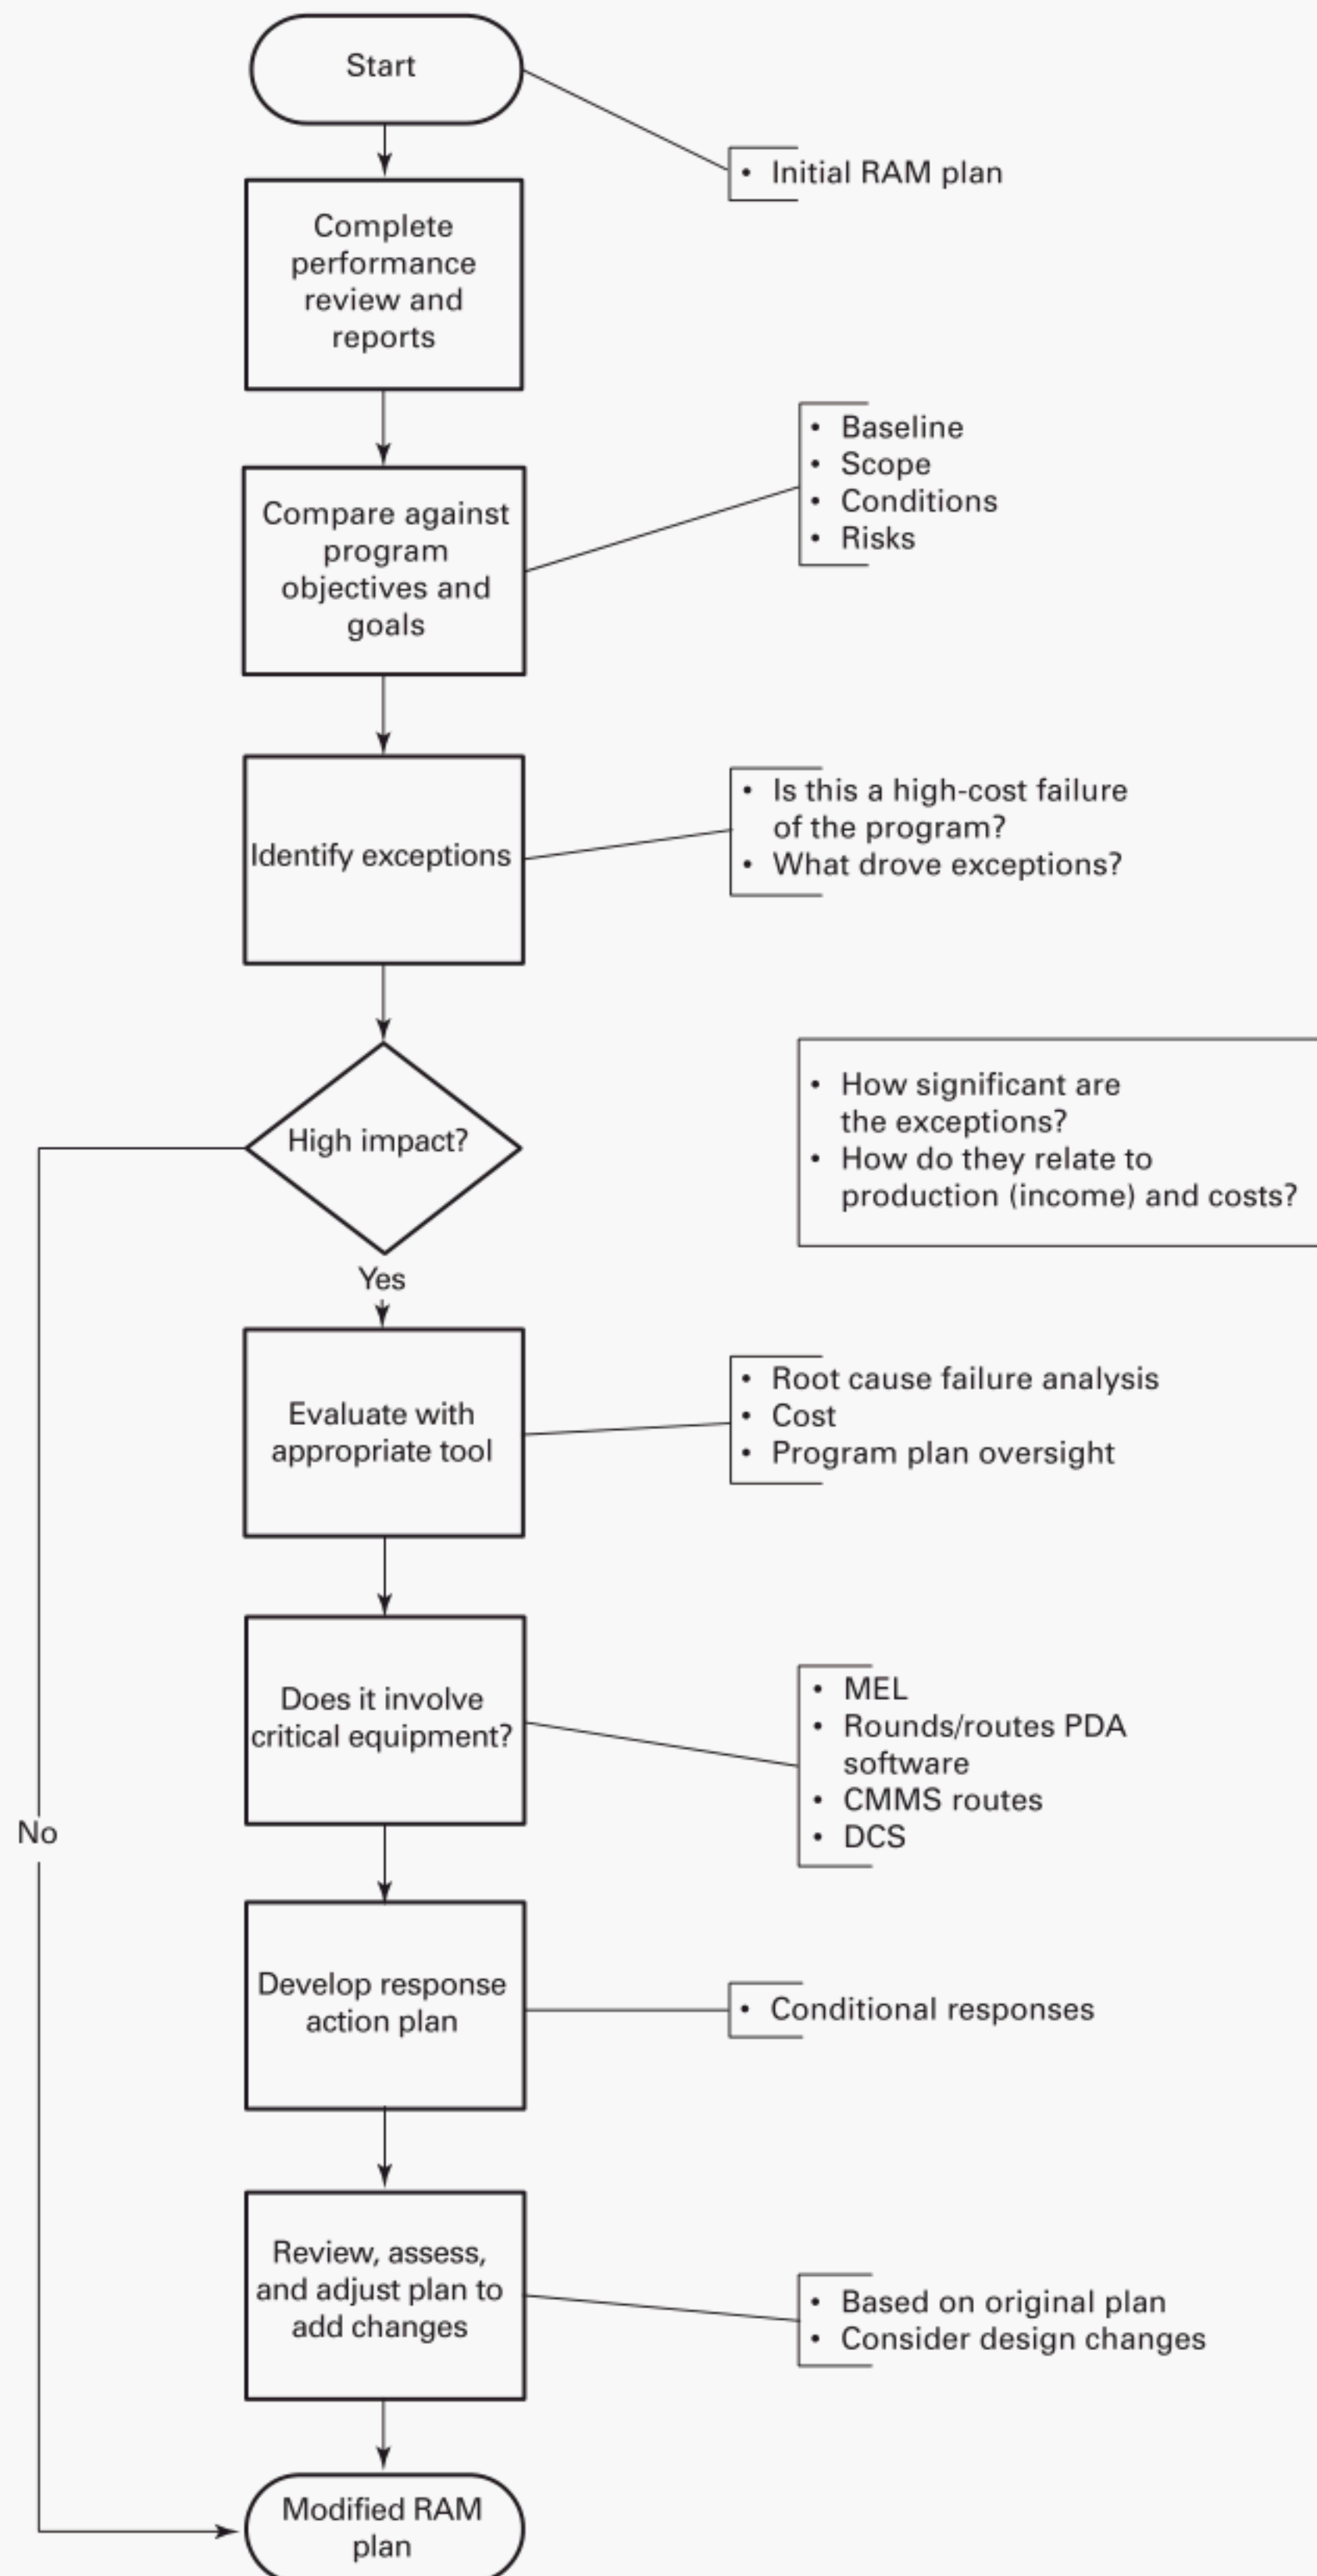 Start
• Initial RAM plan
Complete
performance
review and
reports
• Baseline
• Scope
• Conditions
• Risks
Compare against
program
objectives and
goals
• Is this a high-cost failure
of the program?
• What drove exceptions?
Identify exceptions
• How significant are
the exceptions?
• How do they relate to
production (income) and costs?
High impact?
Yes
• Root cause failure analysis
• Cost
• Program plan oversight
Evaluate with
appropriate tool
• MEL
• Rounds/routes PDA
software
• CMMS routes
• DCS
Does it involve
critical equipment?
No
Develop response
action plan
• Conditional responses
Review, assess,
and adjust plan to
add changes
• Based on original plan
• Consider design changes
Modified RAM
plan